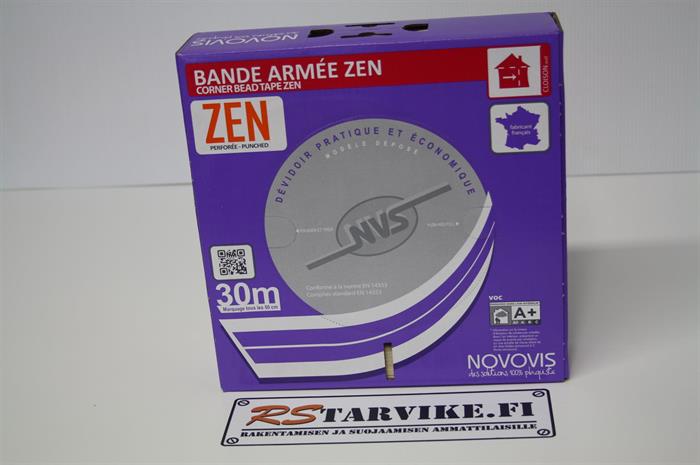 NOVOVIS
BANDE ARMÉE ZEN
CORNER BEAD TAPE ZEN
CLOISON
ZEN
PERFORÉE - PUNCHED
fabricant
français
DÉVIDOIR PRATIQUE ET ÉCONOMIQUE
MODÈLE DÉPOSÉ
NVS
30m
Marquage tous les 50 cm
Conforme à la norme EN 14353
Complies standard EN 14353
VOC
A+
NOVOVIS
des solutions 100% plaquiste
RSTARVIKE.FI
RAKENTAMISEN JA SUOJAAMISEN AMMATTILAISILLE